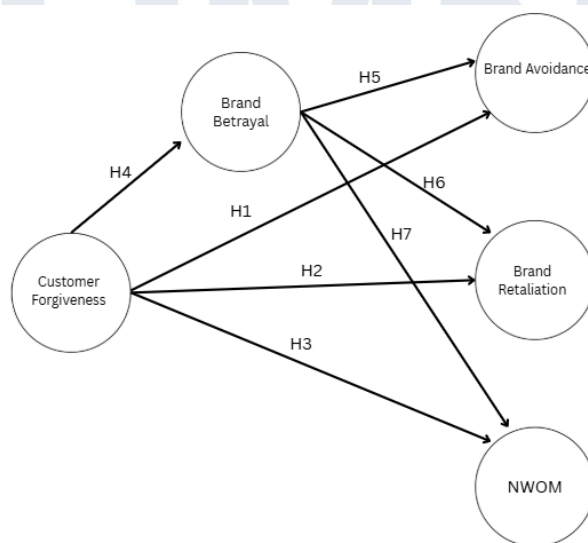 Brand Avoidance
H5
Brand
Betrayal
H4
H6
H1
H7
H2
Brand
Retaliation
Customer
Forgiveness
H3
NWOM